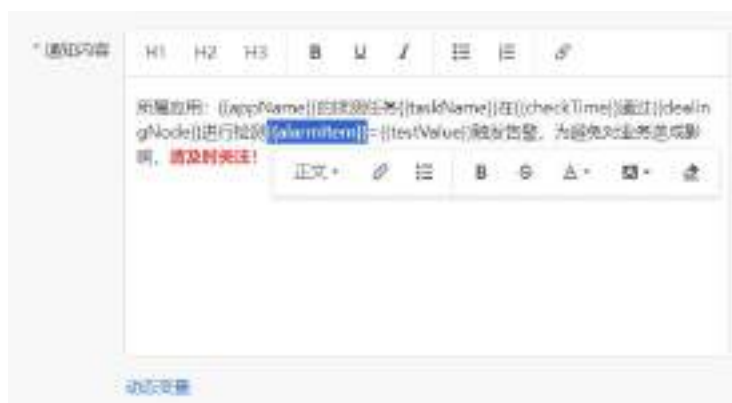 * 通知内容
H1 H2 H3 B U I
所属应用：{{appName}}的探测任务{{taskName}}在{{checkTime}}通过{{dealin
gNode}}进行检测{{alarmItem}}={{testValue}}触发告警，为避免对业务造成影
响，请及时关注！
正文 B S A
动态变量